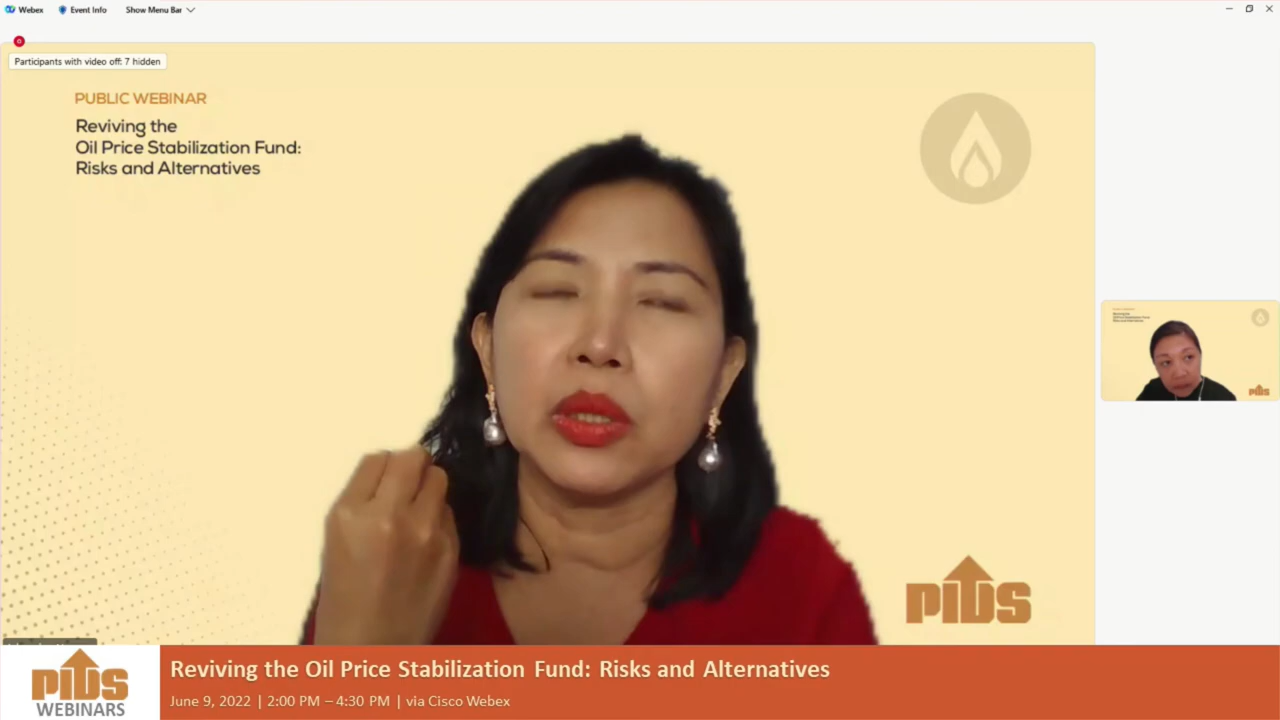 Webex
Event Info
Show Menu Bar
Participants with video off: 7 hidden
PUBLIC WEBINAR
Reviving the
Oil Price Stabilization Fund:
Risks and Alternatives
PIDS
PIDS
PIDS
WEBINARS
Reviving the Oil Price Stabilization Fund: Risks and Alternatives
June 9, 2022 | 2:00 PM – 4:30 PM | via Cisco Webex